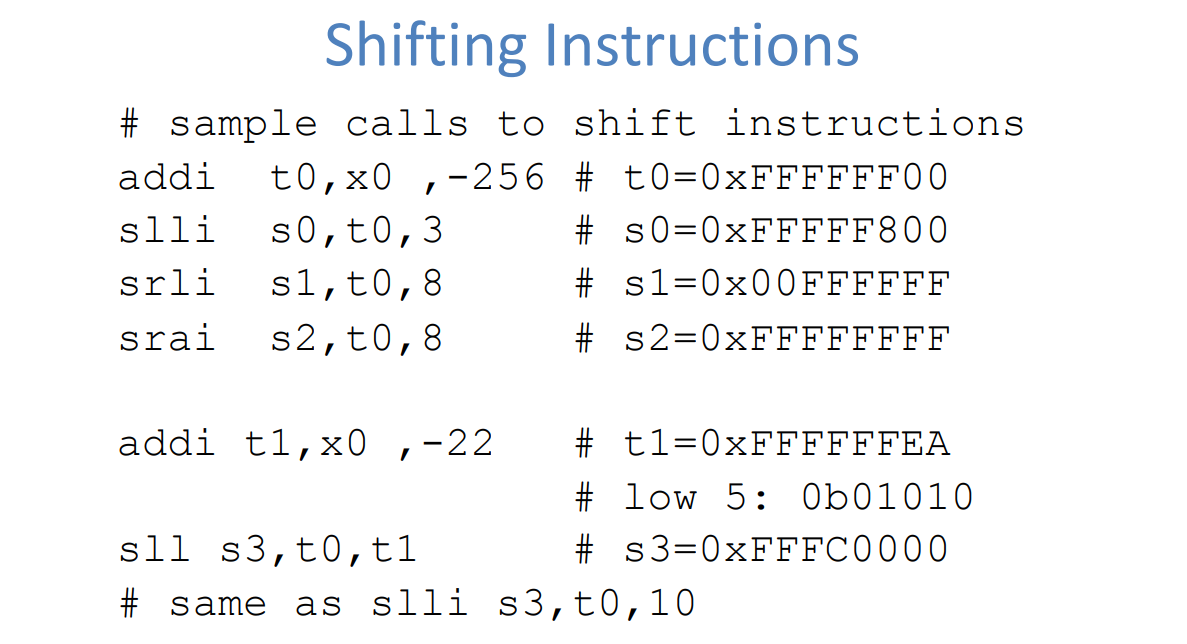 Shifting Instructions
# sample calls to shift instructions
addi  t0,x0 ,-256 # t0=0xFFFFFF00
slli  s0,t0,3     # s0=0xFFFFF800
srli  s1,t0,8     # s1=0x00FFFFFF
srai  s2,t0,8     # s2=0xFFFFFFFF
addi t1,x0 ,-22   # t1=0xFFFFFFEA
                  # low 5: 0b01010
sll s3,t0,t1      # s3=0xFFFC0000
# same as slli s3,t0,10